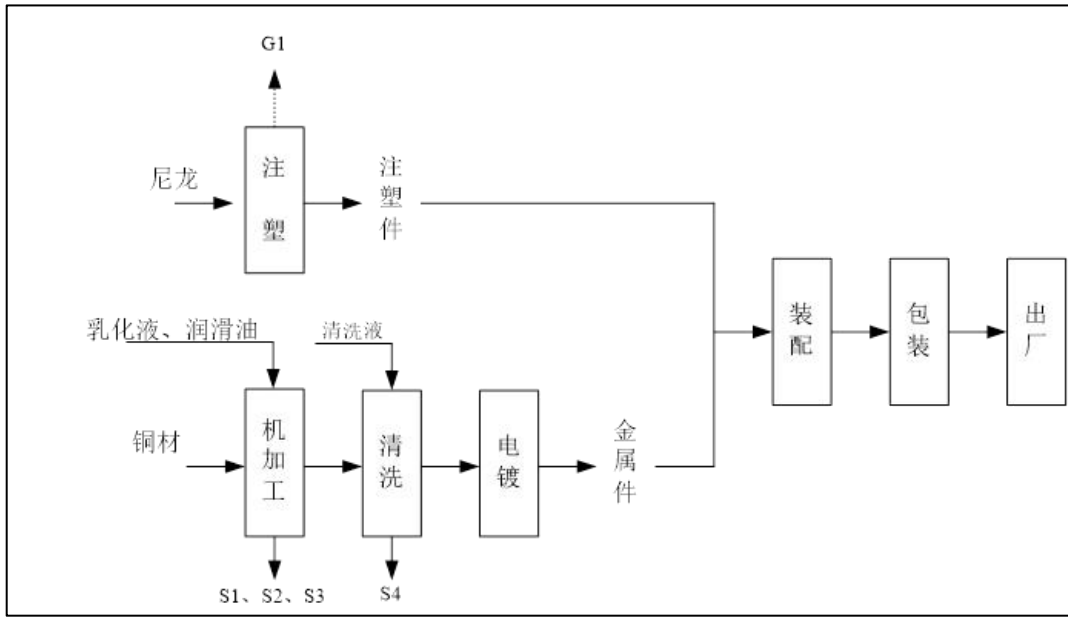 G1
尼龙
注塑
注塑件
乳化液、润滑油
清洗液
铜材
机加工
清洗
电镀
金属件
装配
包装
出厂
S1、S2、S3
S4